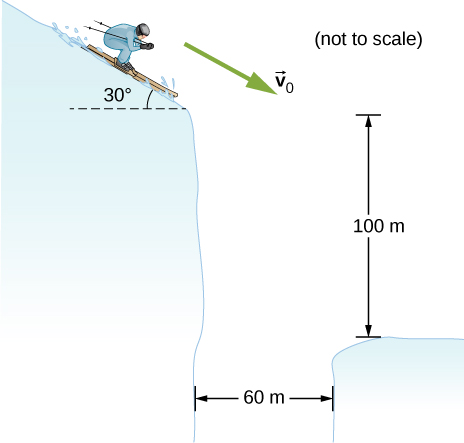 (not to scale)
v⃗₀
30°
100 m
60 m